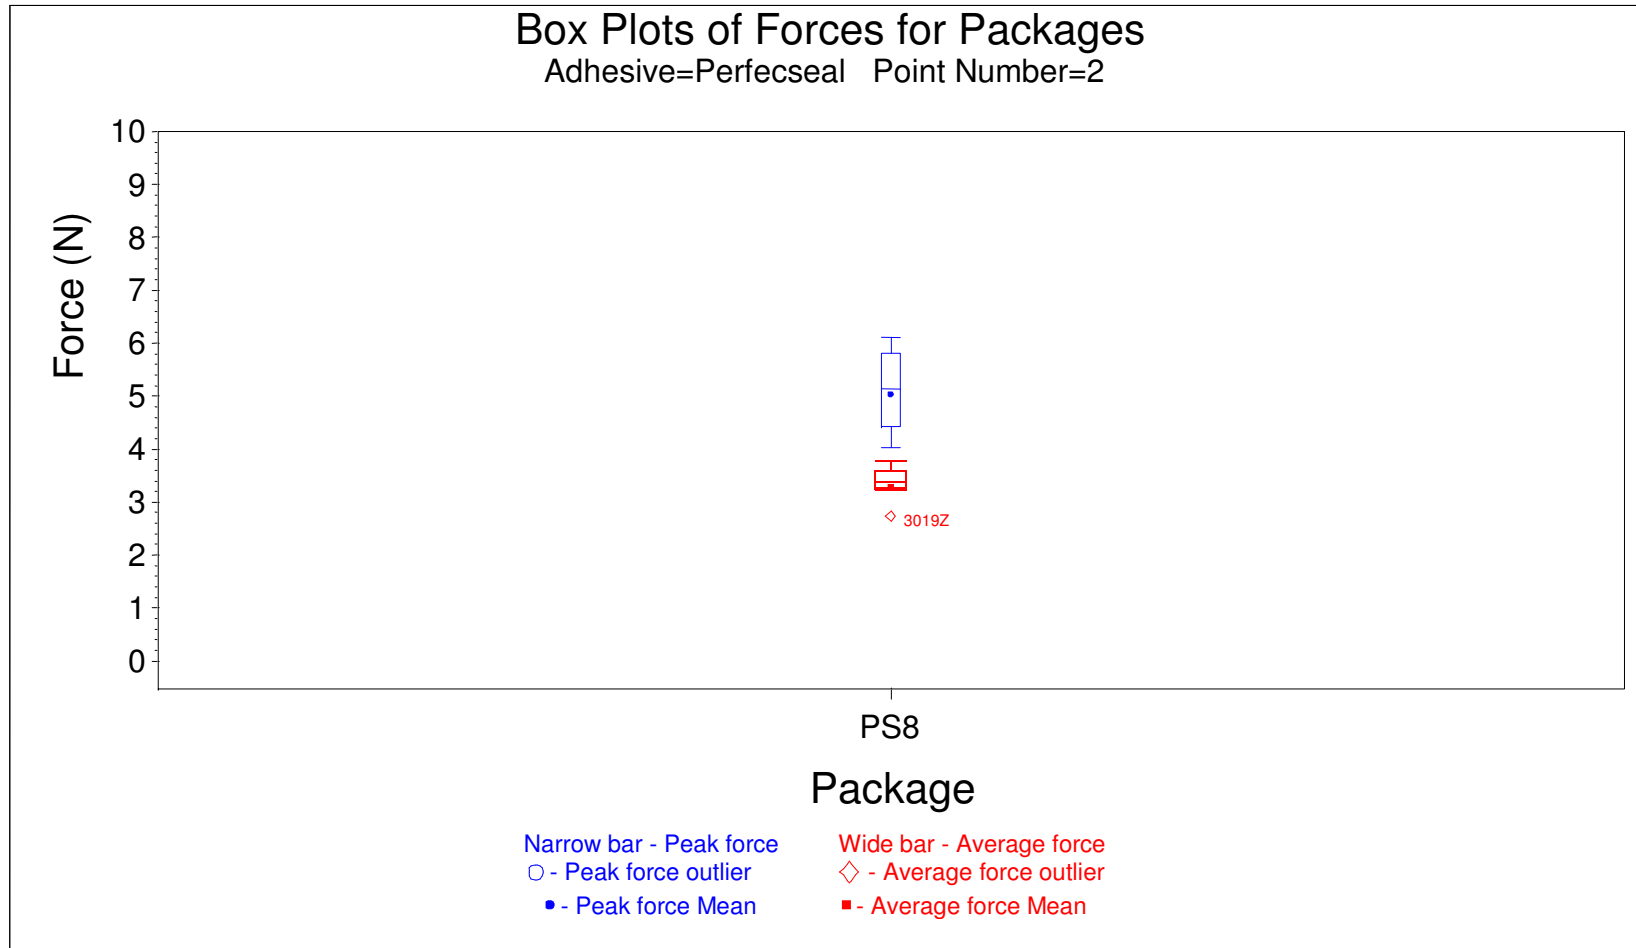 Box Plots of Forces for Packages
Adhesive=Perfecseal Point Number=2
Force (N)
10
9
8
7
6
5
4
3
2
1
0
3019Z
PS8
Package
Narrow bar - Peak force Wide bar - Average force
- Peak force outlier - Average force outlier
- Peak force Mean - Average force Mean